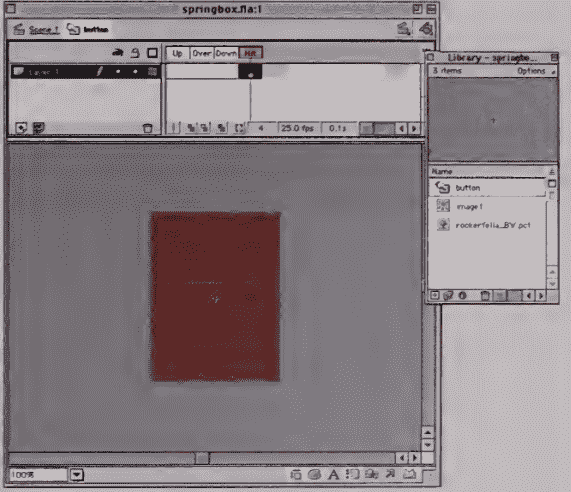 springbox.fla:1
Scene 1 button
Up Over Down Hit
Layer 1
4 25.0 fps 0.1s
100%
Library - springbo...
3 items Options
Name
button
image1
rockerfella_BW.pct